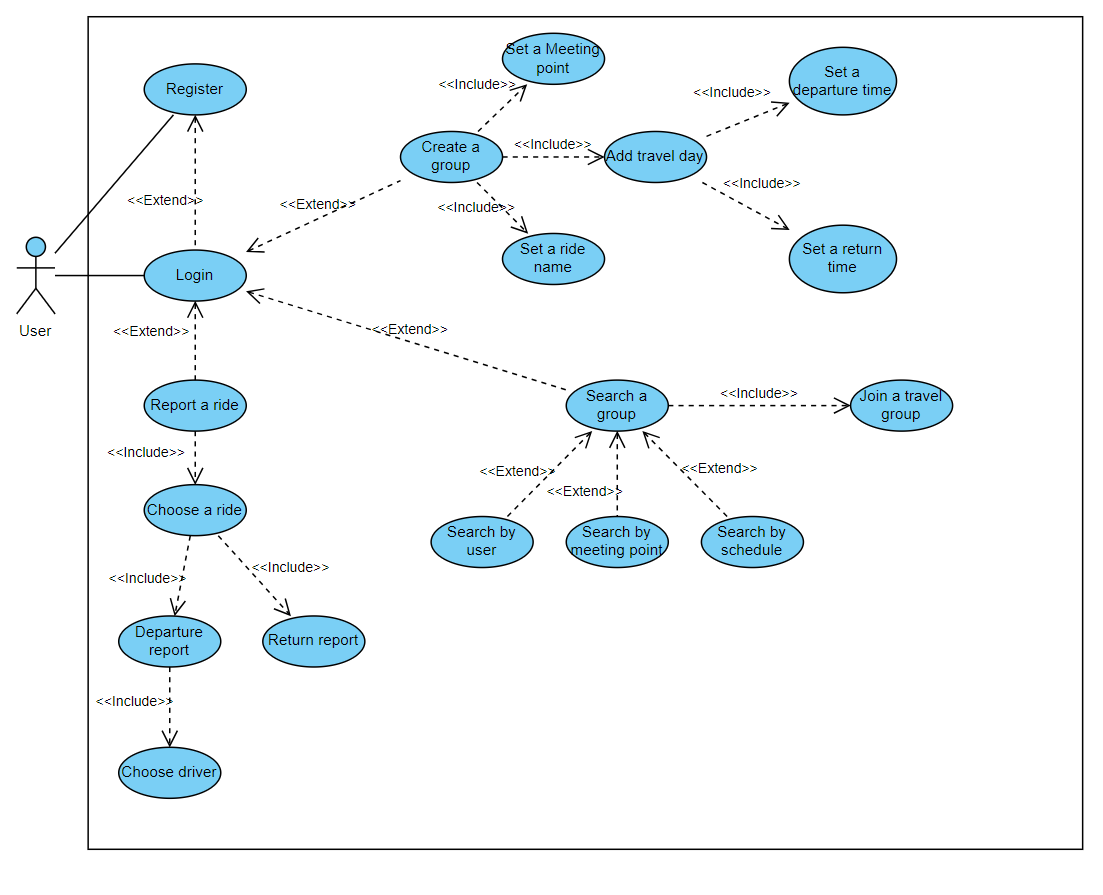 Set a Meeting
point
<<Include>>
Set a
departure time
<<Include>>
Register
Create a
group
<<Include>>
Add travel day
<<Include>>
<<Extend>>
<<Extend>>
<<Include>>
Set a ride
name
Set a return
time
Login
User
<<Extend>>
<<Extend>>
Report a ride
Search a
group
<<Include>>
Join a travel
group
<<Include>>
<<Extend>>
<<Extend>>
<<Extend>>
Choose a ride
Search by
user
Search by
meeting point
Search by
schedule
<<Include>>
<<Include>>
Departure
report
Return report
<<Include>>
Choose driver